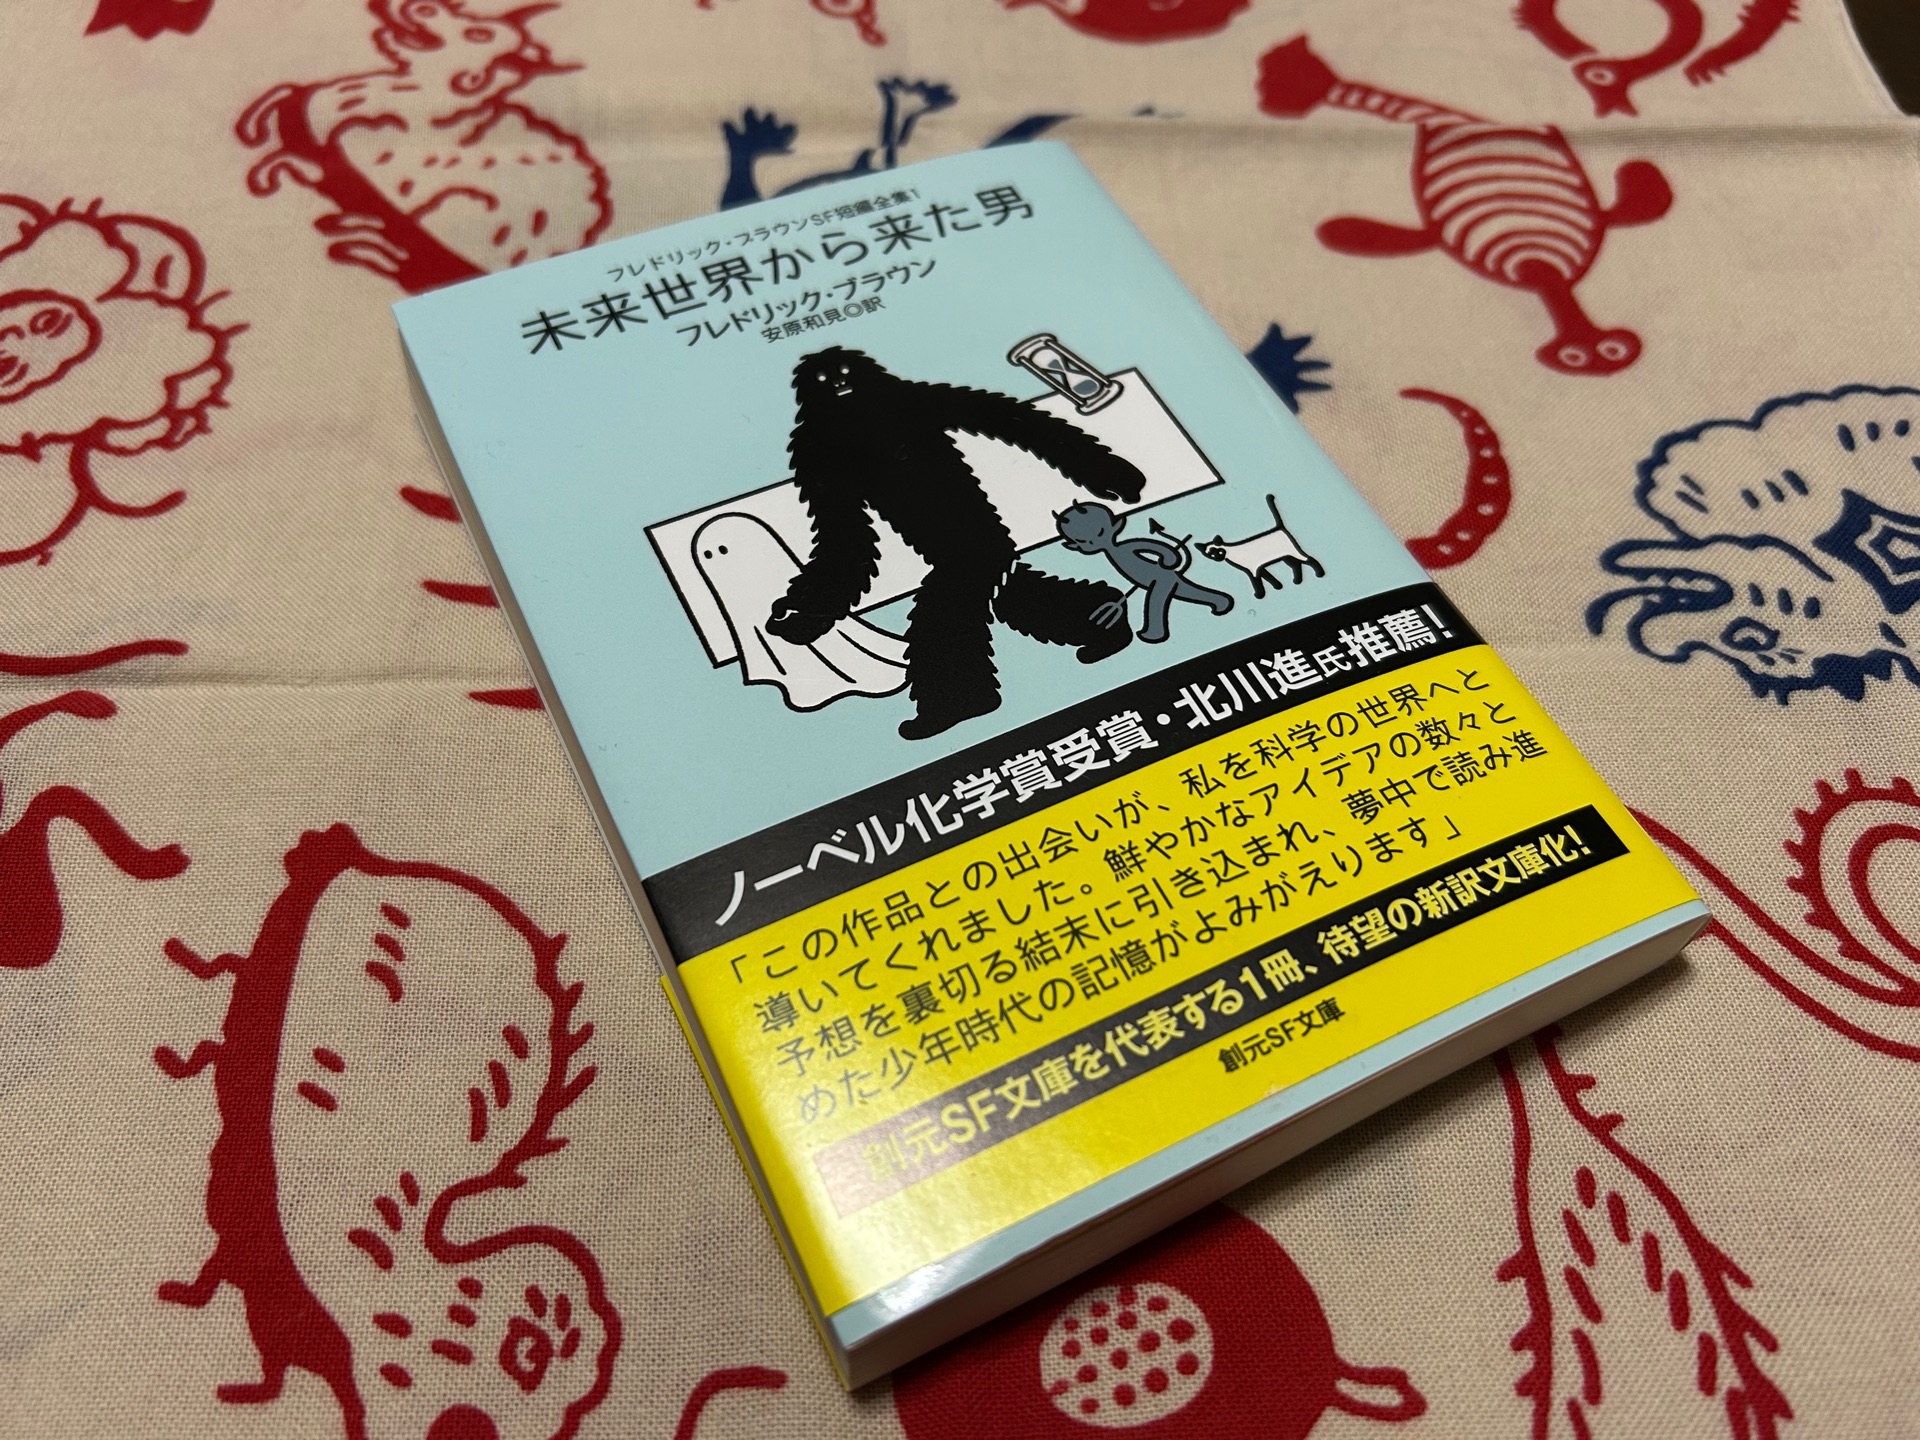 フレドリック・ブラウンSF短編全集1
未来世界から来た男
フレドリック・ブラウン
安原和見◎訳
ノーベル化学賞受賞・北川進氏推薦!
「この作品との出会いが、私を科学の世界へと
導いてくれました。鮮やかなアイデアの数々と
予想を裏切る結末に引き込まれ、夢中で読み進
めた少年時代の記憶がよみがえります」
創元SF文庫を代表する1冊、待望の新訳文庫化!
創元SF文庫